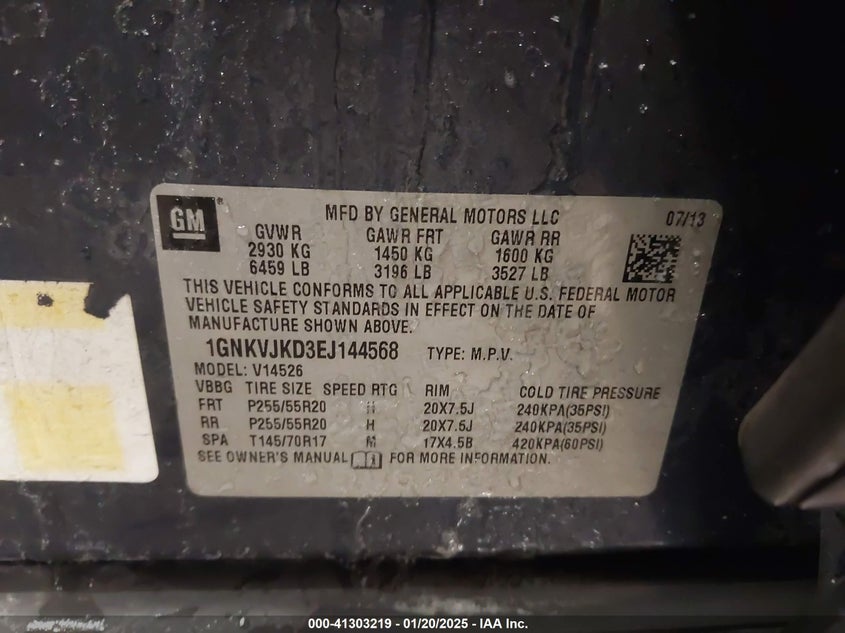 GM ®
MFD BY GENERAL MOTORS LLC 07/13
GVWR GAWR FRT GAWR RR
2930 KG 1450 KG 1600 KG
6459 LB 3196 LB 3527 LB
THIS VEHICLE CONFORMS TO ALL APPLICABLE U.S. FEDERAL MOTOR
VEHICLE SAFETY STANDARDS IN EFFECT ON THE DATE OF
MANUFACTURE SHOWN ABOVE.
1GNKVJKD3EJ144568 TYPE: M.P.V.
MODEL: V14526
VBBG TIRE SIZE SPEED RTG RIM COLD TIRE PRESSURE
FRT P255/55R20 H 20X7.5J 240KPA(35PSI)
RR P255/55R20 H 20X7.5J 240KPA(35PSI)
SPA T145/70R17 M 17X4.5B 420KPA(60PSI)
SEE OWNER'S MANUAL FOR MORE INFORMATION.
000-41303219 - 01/20/2025 - IAA Inc.